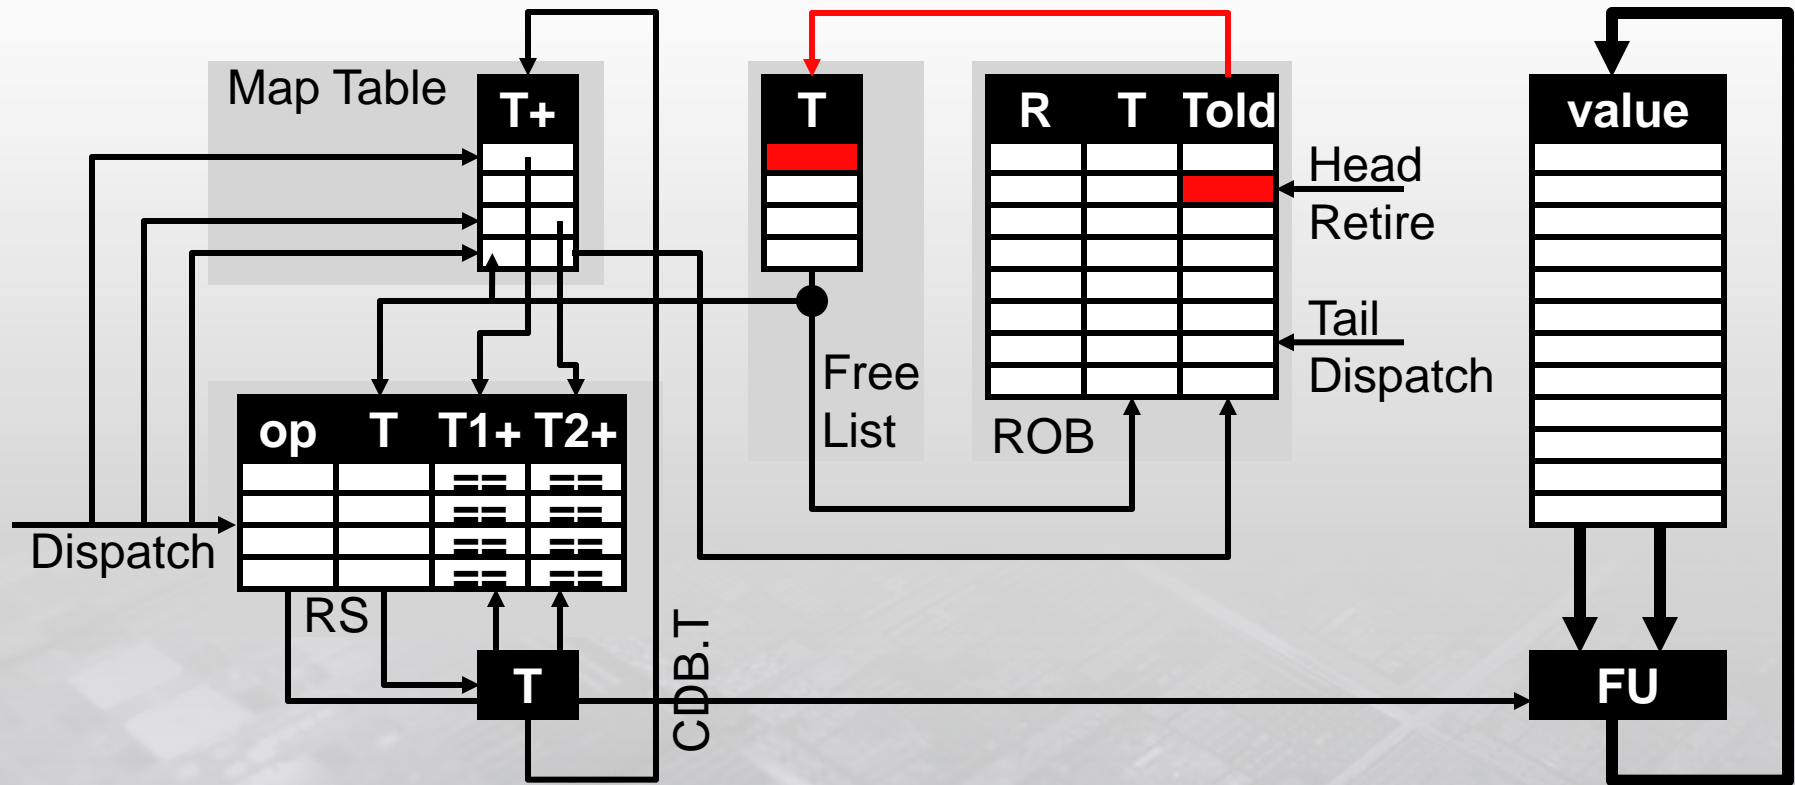 Map Table
T+
T
R T Told
value
Head
Retire
Tail
Dispatch
Free
List
ROB
op T T1+ T2+
== ==
== ==
== ==
== ==
Dispatch
RS
CDB.T
T
FU